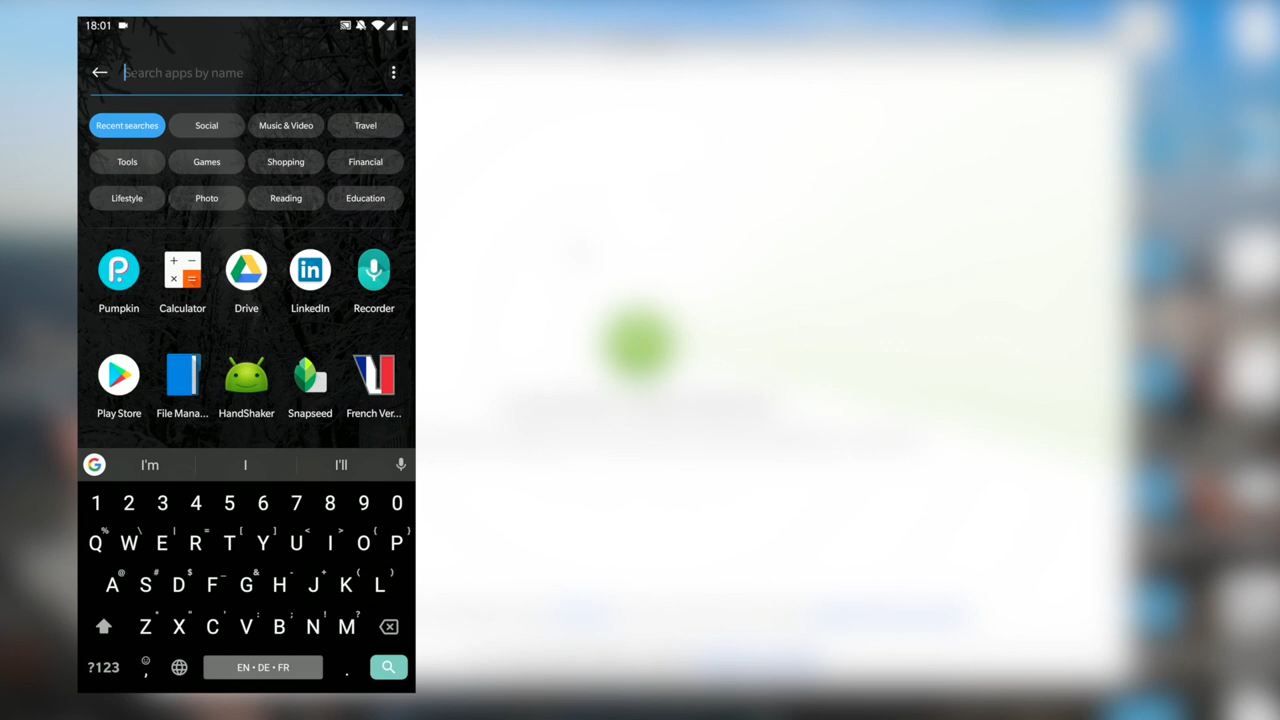 18:01
Search apps by name
Recent searches Social Music & Video Travel
Tools Games Shopping Financial
Lifestyle Photo Reading Education
Pumpkin Calculator Drive LinkedIn Recorder
Play Store File Mana... HandShaker Snapseed French Ver...
I'm I I'll
1 2 3 4 5 6 7 8 9 0
% \ | = [ ] < > { }
Q W E R T Y U I O P
@ # $ _ & - + ( )
A S D F G H J K L
* " ' : ; ! ?
Z X C V B N M
?123 , EN • DE • FR .